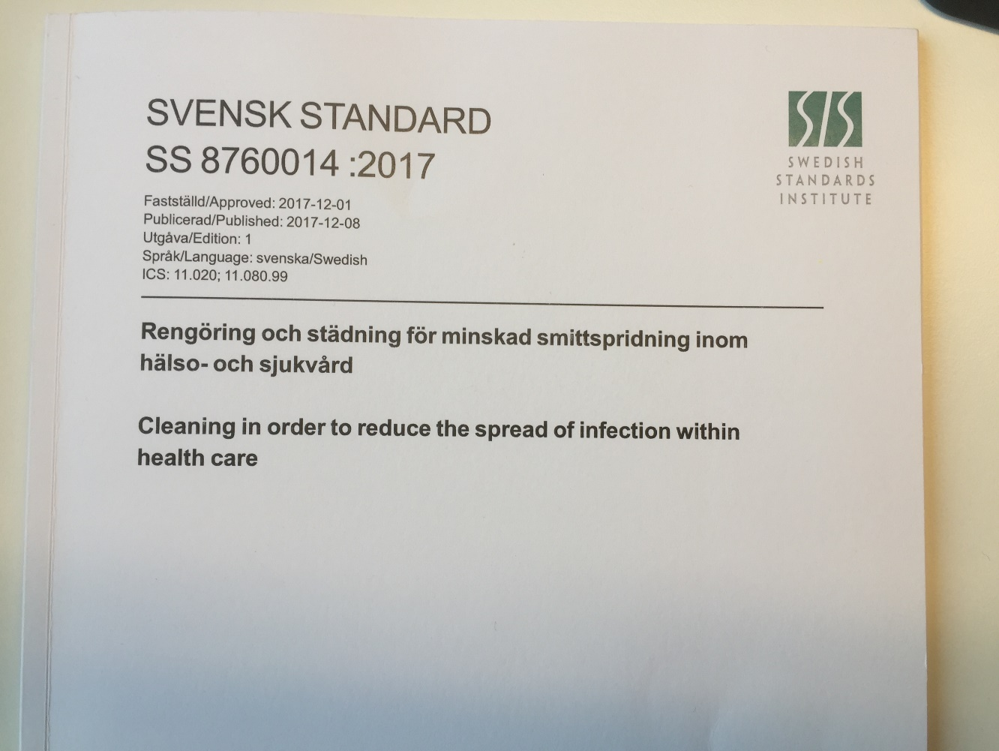 SVENSK STANDARD
SS 8760014 :2017
Fastställd/Approved: 2017-12-01
Publicerad/Published: 2017-12-08
Utgåva/Edition: 1
Språk/Language: svenska/Swedish
ICS: 11.020; 11.080.99
SIS
SWEDISH
STANDARDS
INSTITUTE
Rengöring och städning för minskad smittspridning inom
hälso- och sjukvård
Cleaning in order to reduce the spread of infection within
health care